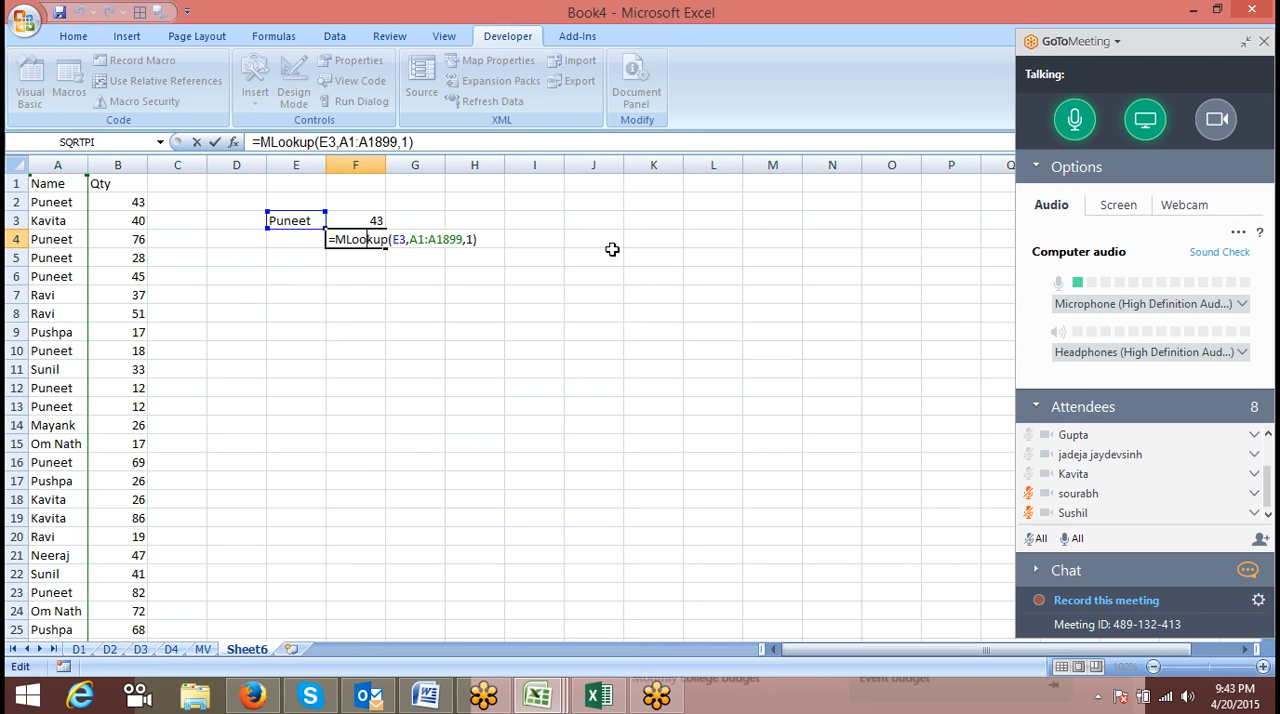 Book4 - Microsoft Excel
Home Insert Page Layout Formulas Data Review View Developer Add-Ins
Visual Basic
Macros
Record Macro
Use Relative References
Macro Security
Code
Insert
Design Mode
Properties
View Code
Run Dialog
Controls
Source
Map Properties
Expansion Packs
Refresh Data
Import
Export
XML
Document Panel
Modify
SQRTPI
=MLookup(E3,A1:A1899,1)
A B C D E F G H I J K L M N O P Q
1 Name Qty
2 Puneet 43
3 Kavita 40 Puneet 43
4 Puneet 76 =MLookup(E3,A1:A1899,1)
5 Puneet 28
6 Puneet 45
7 Ravi 37
8 Ravi 51
9 Pushpa 17
10 Puneet 18
11 Sunil 33
12 Puneet 12
13 Puneet 12
14 Mayank 26
15 Om Nath 17
16 Puneet 69
17 Pushpa 26
18 Kavita 26
19 Kavita 86
20 Ravi 19
21 Neeraj 47
22 Sunil 41
23 Puneet 82
24 Om Nath 72
25 Pushpa 68
D1 D2 D3 D4 MV Sheet6
Edit
100%
GoToMeeting
Talking:
Options
Audio Screen Webcam
Computer audio Sound Check
Microphone (High Definition Aud...)
Headphones (High Definition Aud...)
Attendees 8
Gupta
jadeja jaydevsinh
Kavita
sourabh
Sushil
All All
Chat
Record this meeting
Meeting ID: 489-132-413
Monthly college budget
Event budget
9:43 PM
4/20/2015